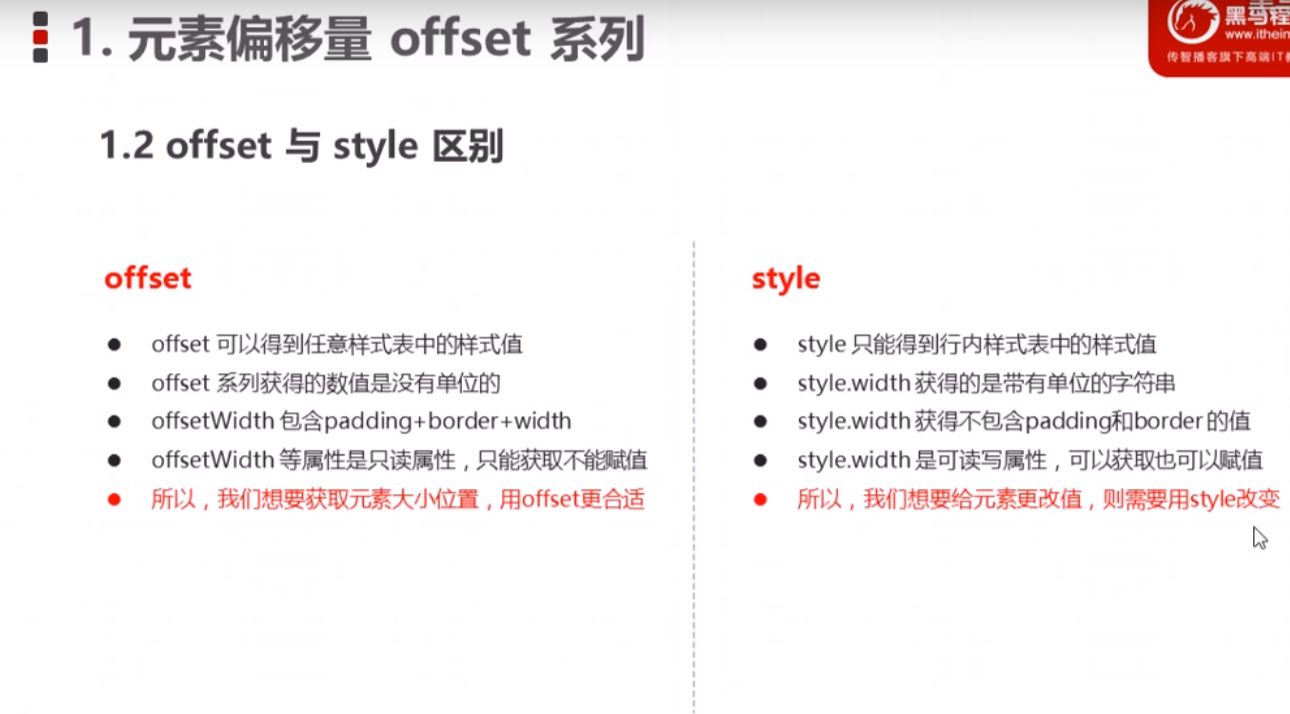 1. 元素偏移量 offset 系列
黑马程
www.itheim
传智播客旗下高端IT教
1.2 offset 与 style 区别
offset
● offset 可以得到任意样式表中的样式值
● offset 系列获得的数值是没有单位的
● offsetWidth 包含padding+border+width
● offsetWidth 等属性是只读属性，只能获取不能赋值
● 所以，我们想要获取元素大小位置，用offset更合适
style
● style 只能得到行内样式表中的样式值
● style.width 获得的是带有单位的字符串
● style.width 获得不包含padding和border 的值
● style.width 是可读写属性，可以获取也可以赋值
● 所以，我们想要给元素更改值，则需要用style改变